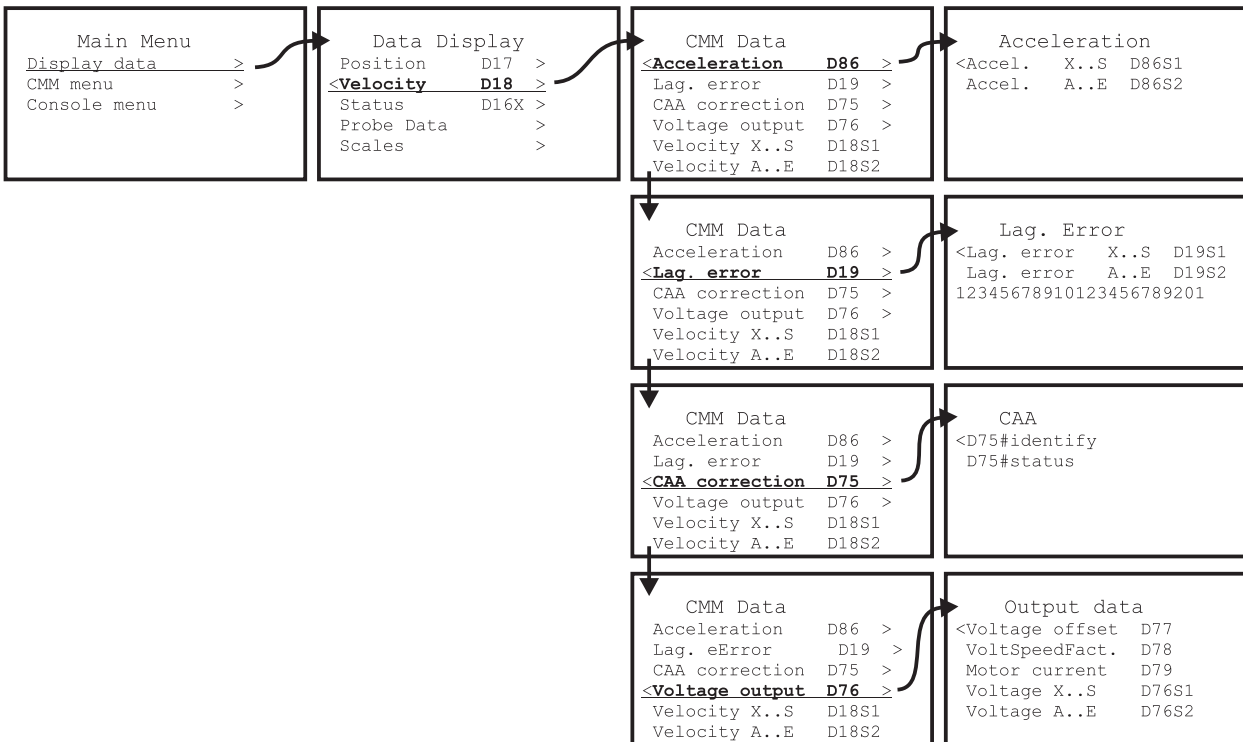 Main Menu
Display data >
CMM menu >
Console menu >
Data Display
Position D17 >
<Velocity D18 >
Status D16X >
Probe Data >
Scales >
CMM Data
<Acceleration D86 >
Lag. error D19 >
CAA correction D75 >
Voltage output D76 >
Velocity X..S D18S1
Velocity A..E D18S2
Acceleration
<Accel. X..S D86S1
Accel. A..E D86S2
CMM Data
Acceleration D86 >
<Lag. error D19 >
CAA correction D75 >
Voltage output D76 >
Velocity X..S D18S1
Velocity A..E D18S2
Lag. Error
<Lag. error X..S D19S1
Lag. error A..E D19S2
12345678910123456789201
CMM Data
Acceleration D86 >
Lag. error D19 >
<CAA correction D75 >
Voltage output D76 >
Velocity X..S D18S1
Velocity A..E D18S2
CAA
<D75#identify
D75#status
CMM Data
Acceleration D86 >
Lag. eError D19 >
CAA correction D75 >
<Voltage output D76 >
Velocity X..S D18S1
Velocity A..E D18S2
Output data
<Voltage offset D77
VoltSpeedFact. D78
Motor current D79
Voltage X..S D76S1
Voltage A..E D76S2